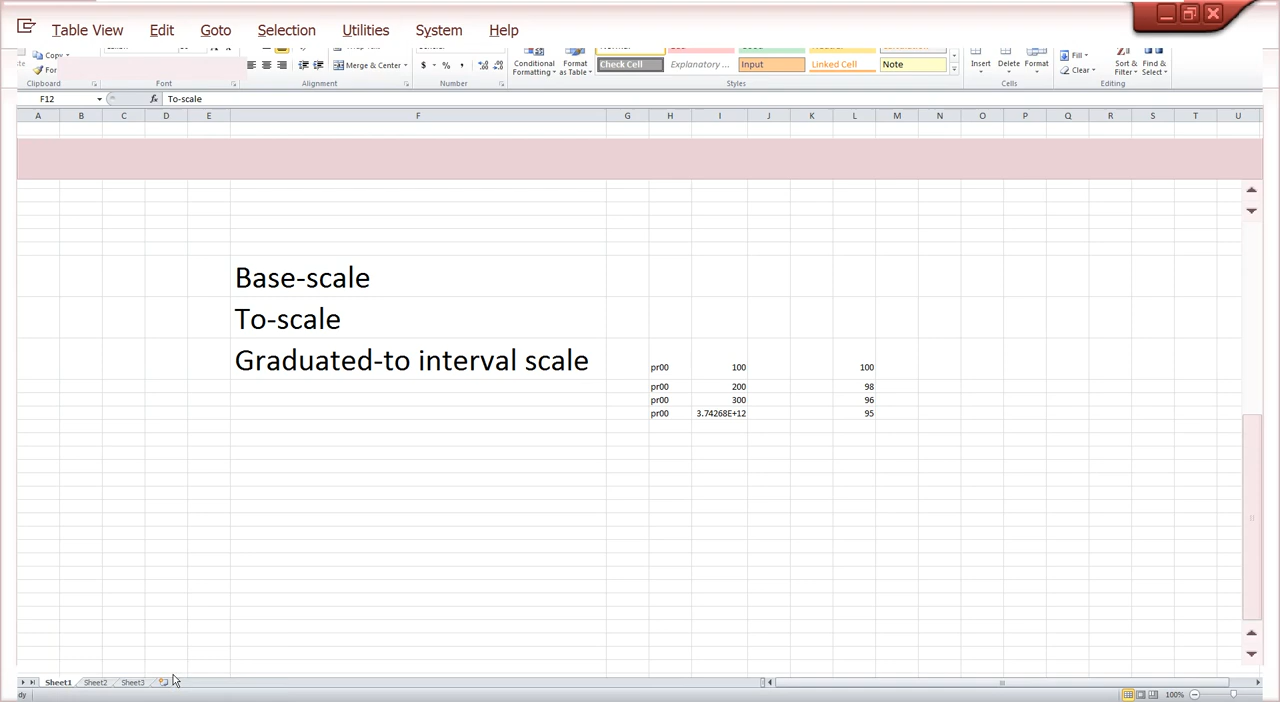 Table View Edit Goto Selection Utilities System Help
Copy
For
Merge & Center
$ % ,
Conditional Formatting
Format as Table
Check Cell Explanatory ... Input Linked Cell Note
Insert Delete Format
Fill
Clear
Sort & Filter
Find & Select
Clipboard Font Alignment Number Styles Cells Editing
F12 fx To-scale
A B C D E F G H I J K L M N O P Q R S T U
Base-scale
To-scale
Graduated-to interval scale pr00 100 100
pr00 200 98
pr00 300 96
pr00 3.74268E+12 95
Sheet1 Sheet2 Sheet3
dy 100%